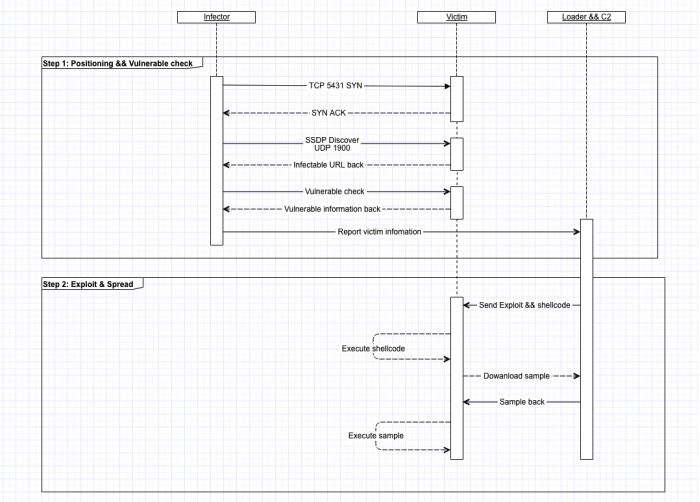 Infector
Victim
Loader && C2
Step 1: Positioning && Vulnerable check
TCP 5431 SYN
SYN ACK
SSDP Discover
UDP 1900
Infectable URL back
Vulnerable check
Vulnerable information back
Report victim infomation
Step 2: Exploit & Spread
Send Exploit && shellcode
Execute shellcode
Dowanload sample
Sample back
Execute sample